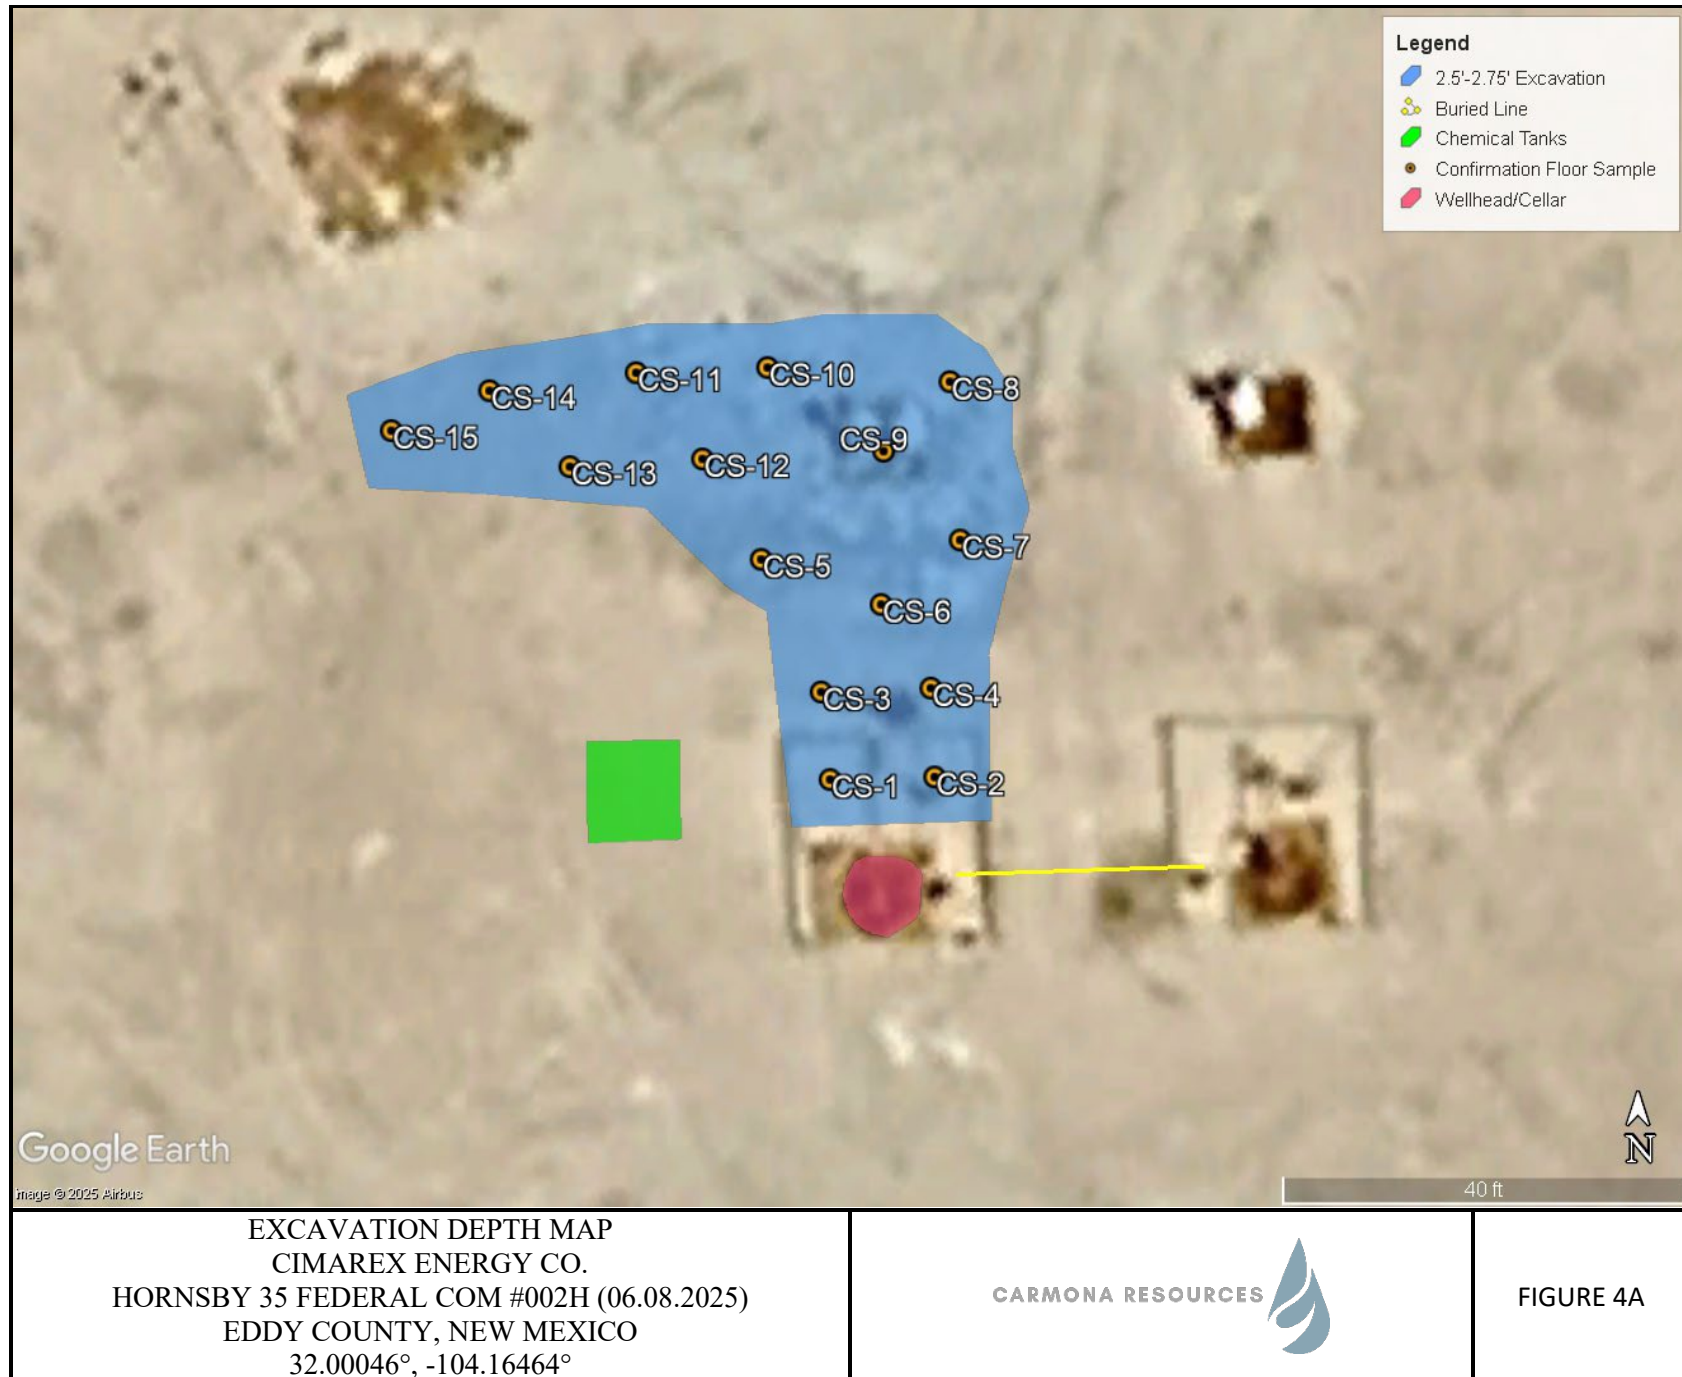 Legend
2.5'-2.75' Excavation
Buried Line
Chemical Tanks
Confirmation Floor Sample
Wellhead/Cellar
CS-10
CS-11
CS-8
CS-14
CS-15
CS-9
CS-12
CS-13
CS-7
CS-5
CS-6
CS-3
CS-4
CS-1
CS-2
N
Google Earth
Image © 2025 Airbus
40 ft
EXCAVATION DEPTH MAP
CIMAREX ENERGY CO.
HORNSBY 35 FEDERAL COM #002H (06.08.2025)
EDDY COUNTY, NEW MEXICO
32.00046°, -104.16464°
CARMONA RESOURCES
FIGURE 4A